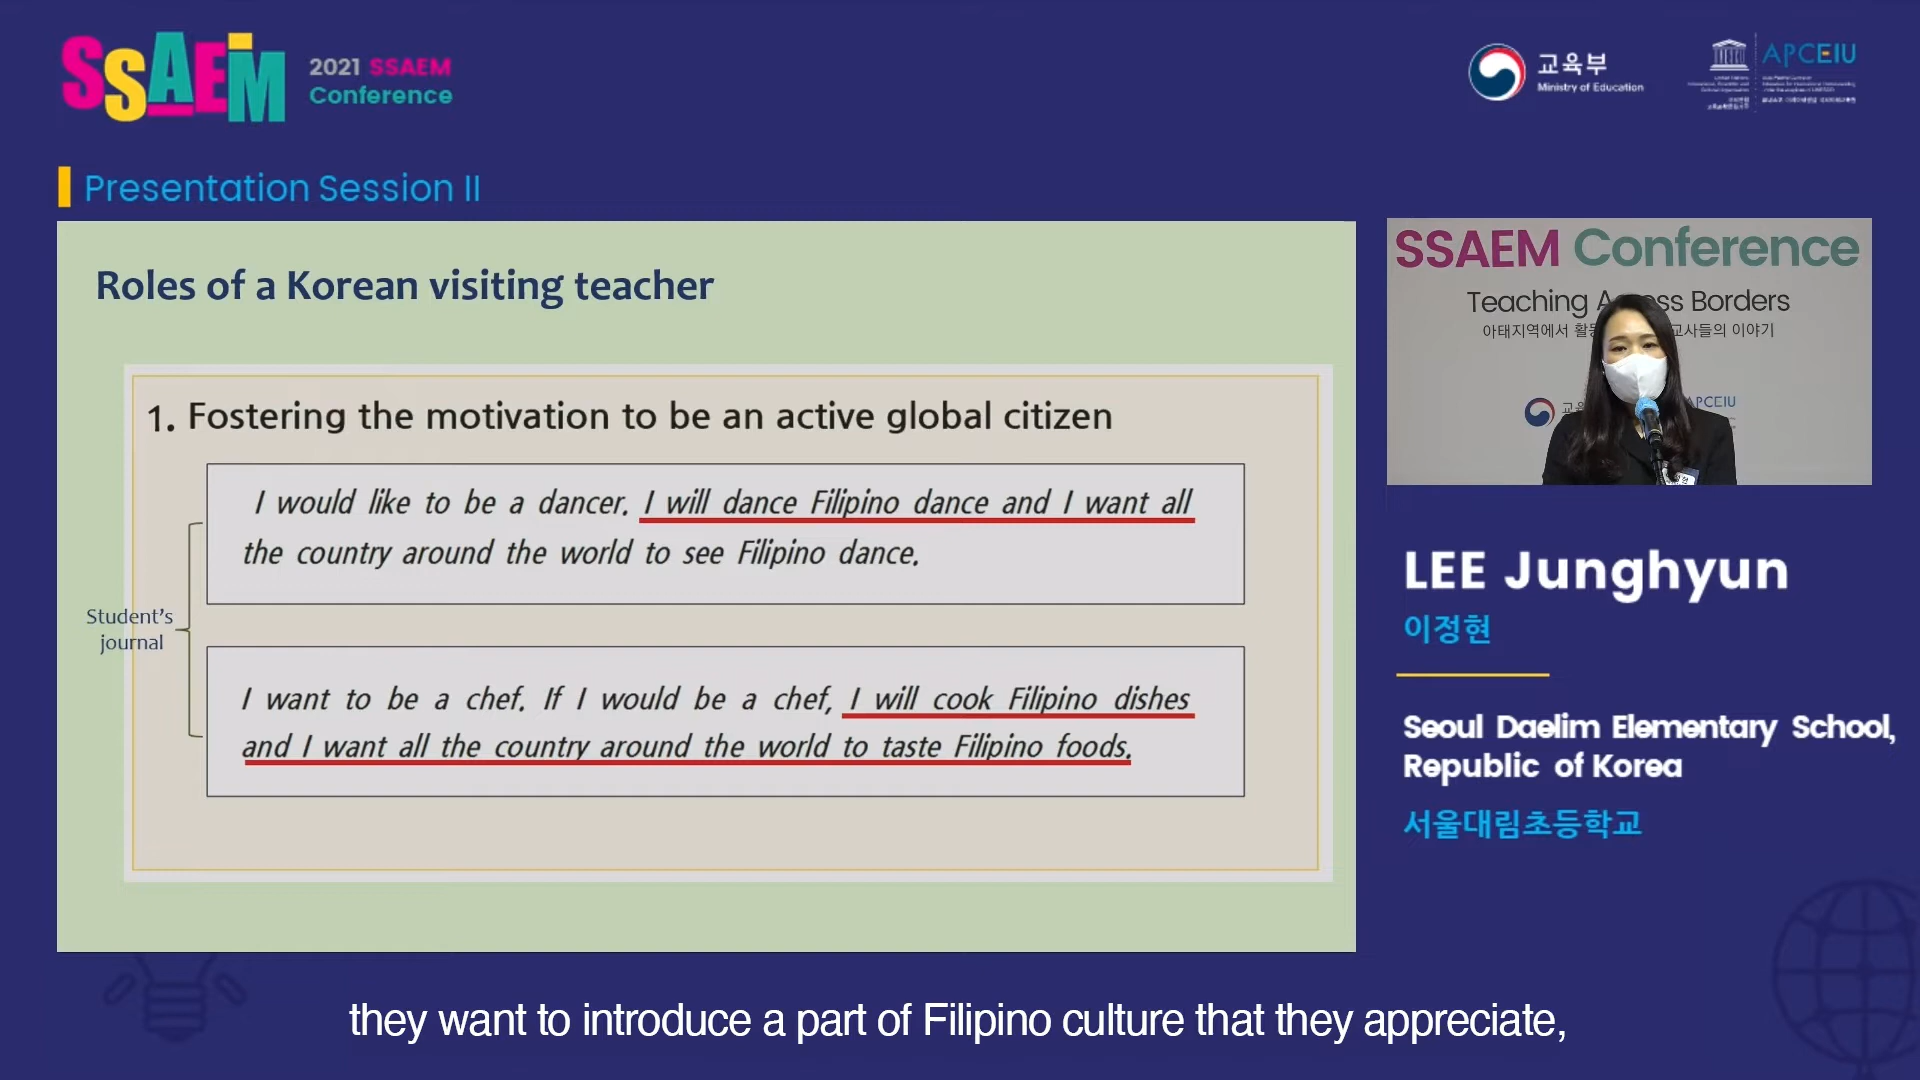 SSAEM
2021 SSAEM
Conference
교육부
Ministry of Education
APCEIU
Presentation Session II
Roles of a Korean visiting teacher
1. Fostering the motivation to be an active global citizen
I would like to be a dancer. I will dance Filipino dance and I want all
the country around the world to see Filipino dance.
Student's
journal
I want to be a chef. If I would be a chef, I will cook Filipino dishes
and I want all the country around the world to taste Filipino foods.
SSAEM Conference
Teaching Borders
아태지역에서 이야기
APCEIU
LEE Junghyun
이정현
Seoul Daelim Elementary School,
Republic of Korea
서울대림초등학교
they want to introduce a part of Filipino culture that they appreciate,